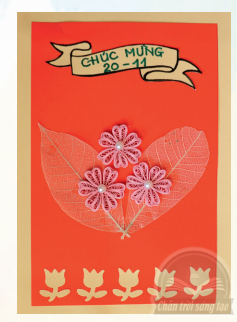 CHÚC MỪNG
20 - 11
Chân trời sáng tạo